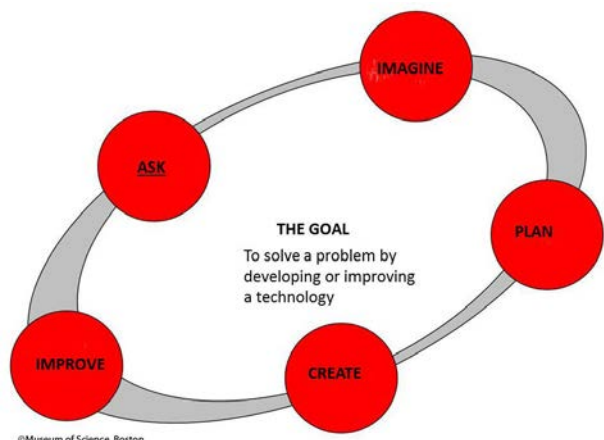 IMAGINE
ASK
PLAN
THE GOAL
To solve a problem by
developing or improving
a technology
IMPROVE
CREATE
©Museum of Science, Boston